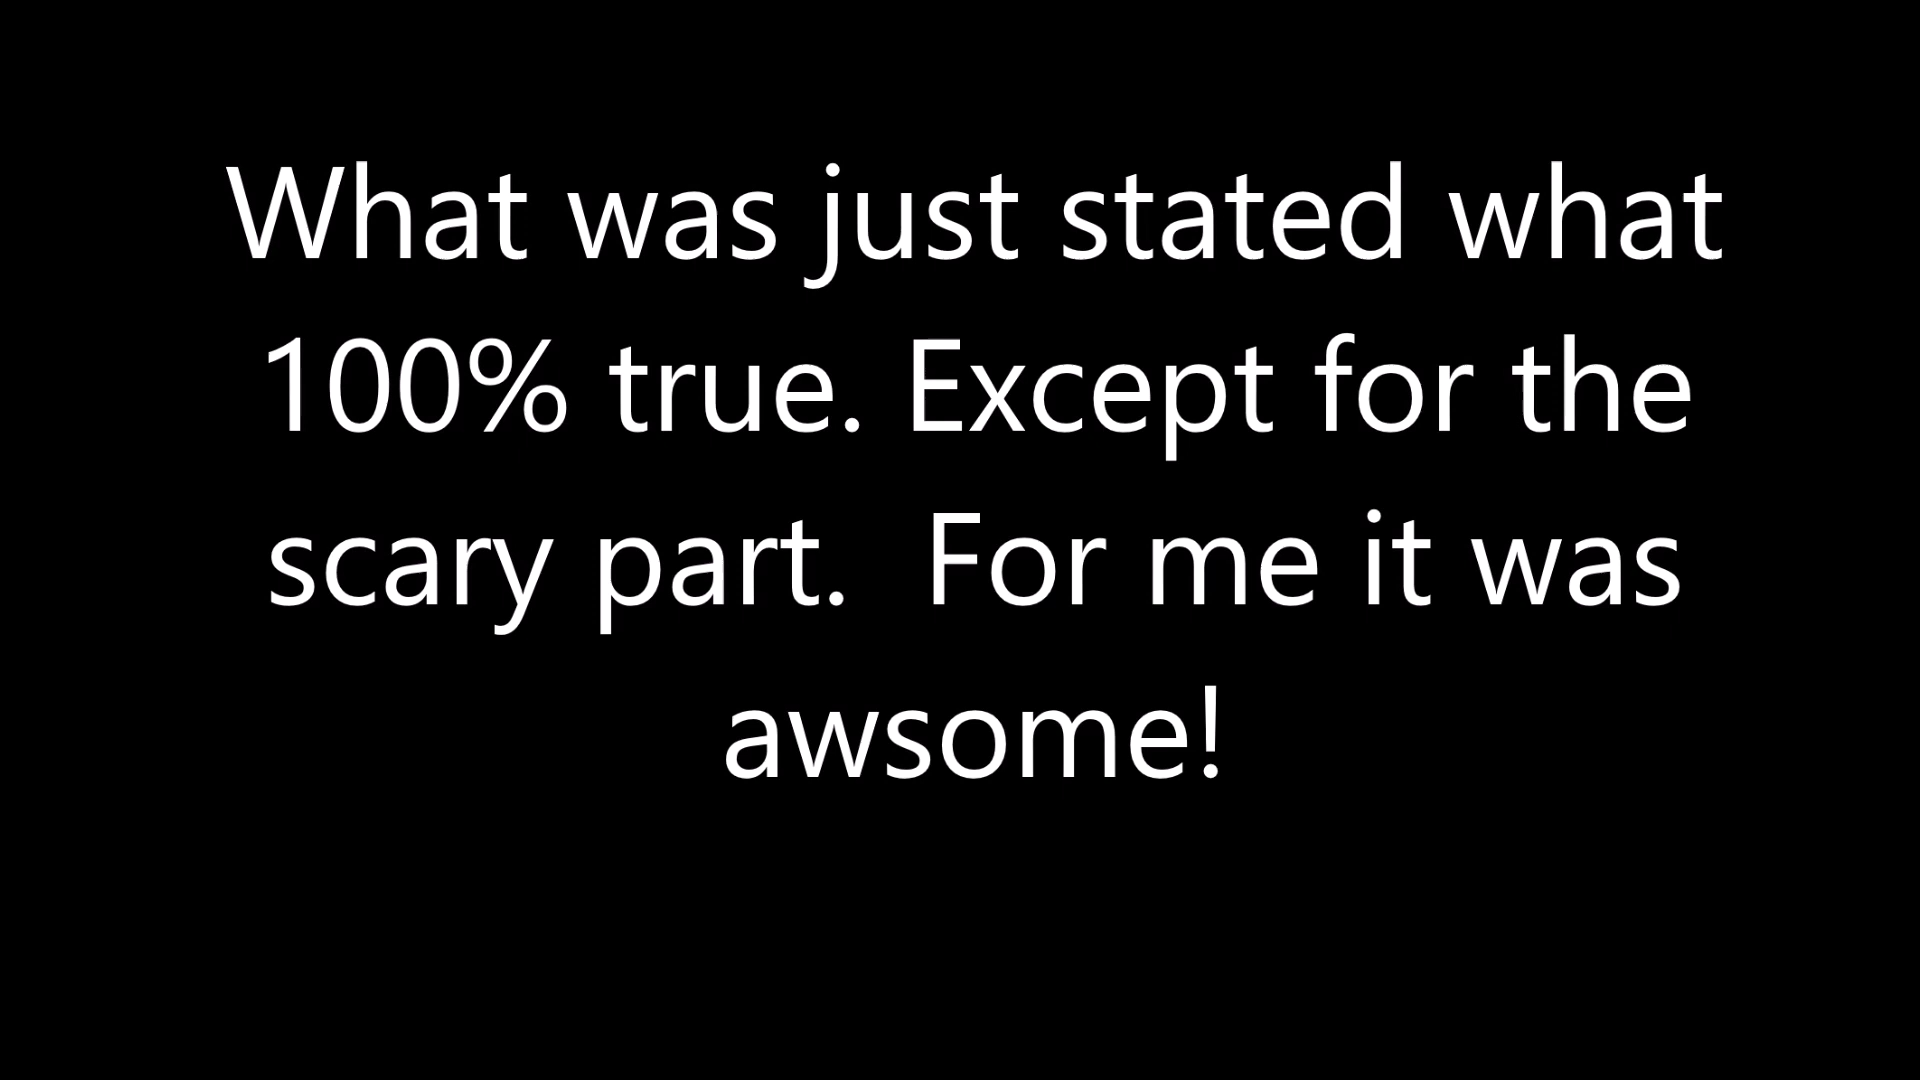 What was just stated what
100% true. Except for the
scary part.  For me it was
awsome!